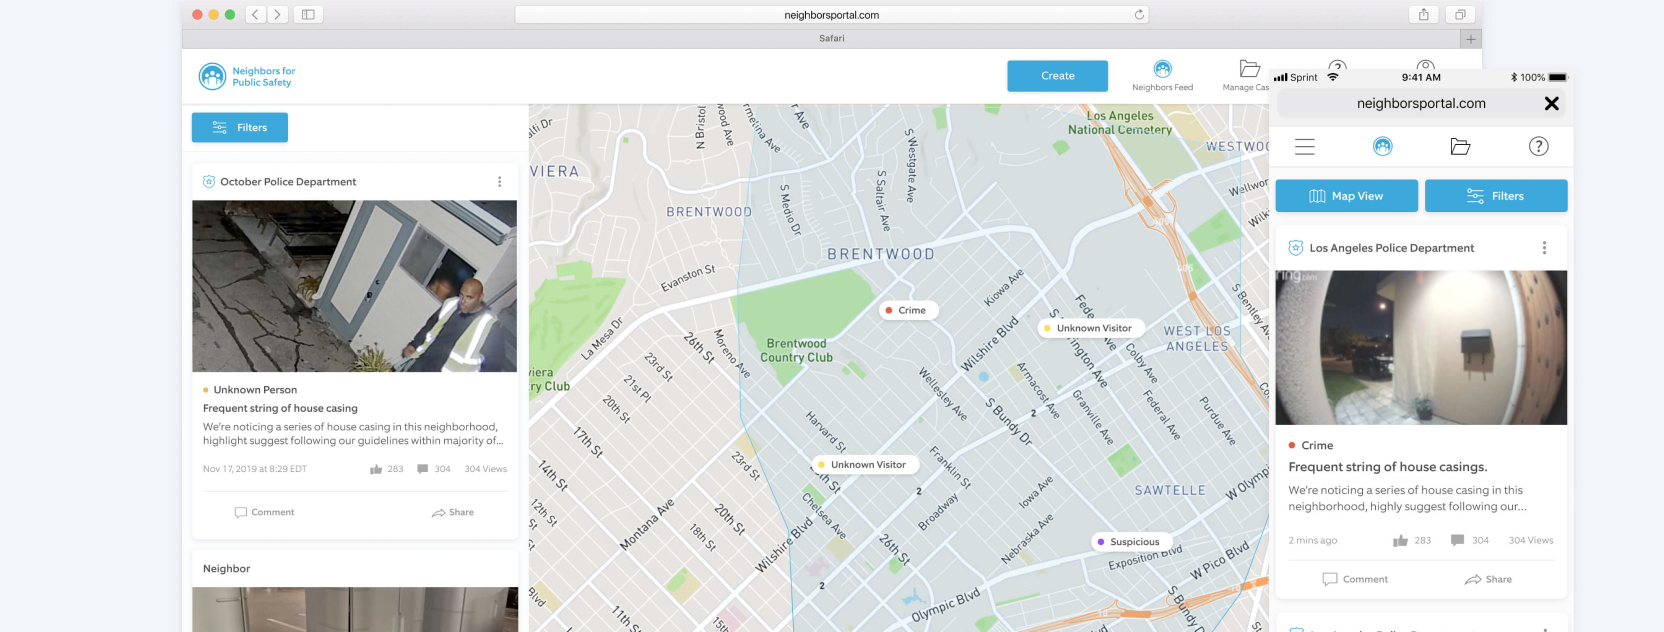 neighborsportal.com
Safari
Neighbors for
Public Safety
Create
Neighbors Feed
Manage Cas
Filters
October Police Department
Unknown Person
Frequent string of house casing
We're noticing a series of house casing in this neighborhood,
highlight suggest following our guidelines within majority of...
Nov 17, 2019 at 8:29 EDT
283
304
304 Views
Comment
Share
Neighbor
Los Angeles
National Cemetery
N Bristol
S Westgate Ave
WESTWOO
VIERA
BRENTWOOD
S Medio Dr
S Saltair Ave
BRENTWOOD
Evanston St
Kiowa Ave
405
Crime
Unknown Visitor
La Mesa Dr
26th St
Moreno Ave
Brentwood
Country Club
Wilshire Blvd
WEST LOS
ANGELES
Colby Ave
S Bentley Av
23rd St
21st Pl
20th St
17th St
14th St
12th St
Wellesley Ave
Armacost Ave
S Bundy Dr
Granville Ave
Federal Ave
Purdue Ave
2
Harvard St
Unknown Visitor
23rd St
Franklin St
2
Chelsea Ave
Broadway
Iowa Ave
SAWTELLE
W Olympic
Montana Ave
20th St
18th St
Wilshire Blvd
26th St
Nebraska Ave
Suspicious
Exposition Blvd
W Pico Blvd
2
Olympic Blvd
11th St
15th St
S Bundy D
Sprint
9:41 AM
100%
neighborsportal.com
Map View
Filters
Los Angeles Police Department
ring.com
Crime
Frequent string of house casings.
We're noticing a series of house casing in this
neighborhood, highly suggest following our...
2 mins ago
283
304
304 Views
Comment
Share